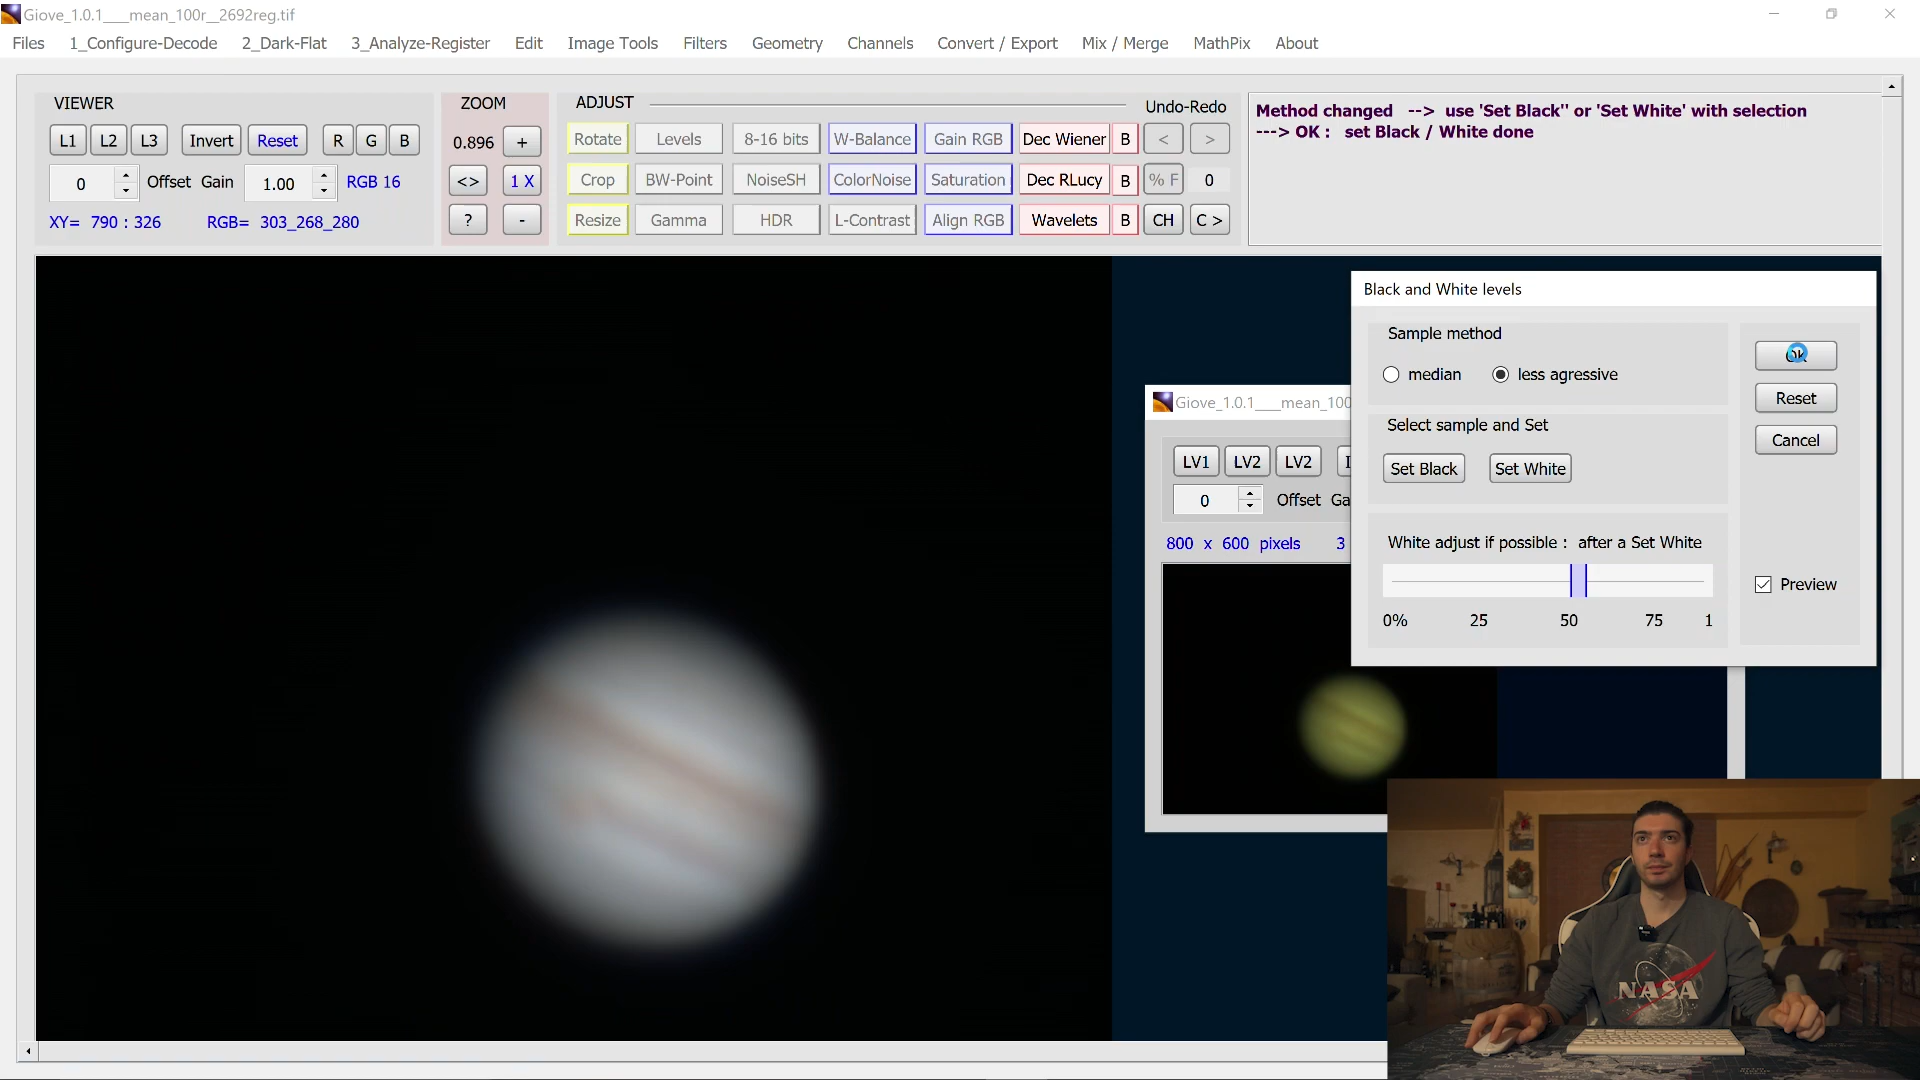 Giove_1.0.1___mean_100r__2692reg.tif
Files 1_Configure-Decode 2_Dark-Flat 3_Analyze-Register Edit Image Tools Filters Geometry Channels Convert / Export Mix / Merge MathPix About
VIEWER
L1 L2 L3 Invert Reset R G B
0 Offset Gain 1.00 RGB 16
XY= 790 : 326 RGB= 303_268_280
ZOOM
0.896 +
<> 1 X
? -
ADJUST Undo-Redo
Rotate Levels 8-16 bits W-Balance Gain RGB Dec Wiener B < >
Crop BW-Point NoiseSH ColorNoise Saturation Dec RLucy B % F 0
Resize Gamma HDR L-Contrast Align RGB Wavelets B CH C >
Method changed --> use 'Set Black'' or 'Set White' with selection
---> OK : set Black / White done
Giove_1.0.1___mean_100
LV1 LV2 LV2 I
0 Offset Ga
800 x 600 pixels 3
Black and White levels
Sample method
median less agressive
Ok
Reset
Cancel
Select sample and Set
Set Black Set White
White adjust if possible : after a Set White
0% 25 50 75 1
Preview
NASA